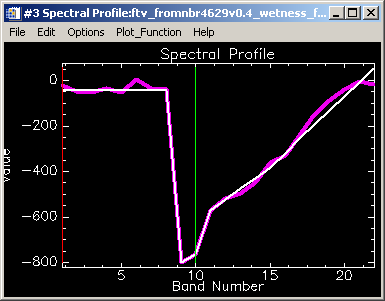 #3 Spectral Profile:ftv_fromnbr4629v0.4_wetness_f...
File Edit Options Plot_Function Help
Spectral Profile
0
-200
-400
-600
-800
Value
5 10 15 20
Band Number